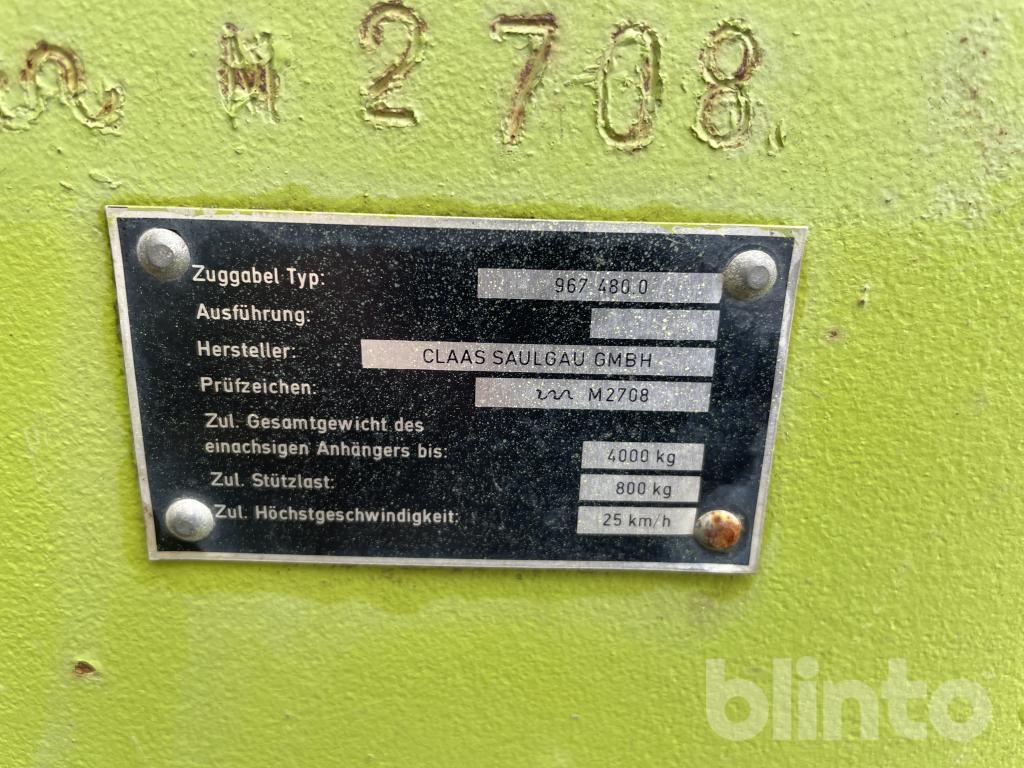 M 2708
Zuggabel Typ: 967 480.0
Ausführung:
Hersteller: CLAAS SAULGAU GMBH
Prüfzeichen: M2708
Zul. Gesamtgewicht des
einachsigen Anhängers bis: 4000 kg
Zul. Stützlast: 800 kg
Zul. Höchstgeschwindigkeit: 25 km/h
blinto